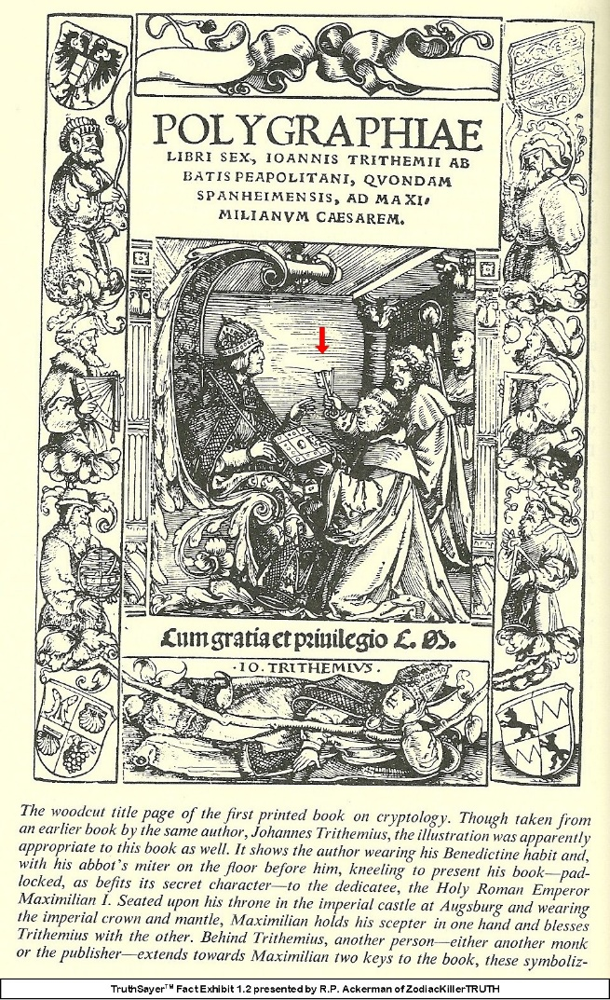 POLYGRAPHIAE
LIBRI SEX, IOANNIS TRITHEMII AB
BATIS PEAPOLITANI, QVONDAM
SPANHEIMENSIS, AD MAXI,
MILIANVM CAESAREM.
Cum gratia et priuilegio C. M.
·IO. TRITHEMIVS.
The woodcut title page of the first printed book on cryptology. Though taken from
an earlier book by the same author, Johannes Trithemius, the illustration was apparently
appropriate to this book as well. It shows the author wearing his Benedictine habit and,
with his abbot's miter on the floor before him, kneeling to present his book—pad-
locked, as befits its secret character—to the dedicatee, the Holy Roman Emperor
Maximilian I. Seated upon his throne in the imperial castle at Augsburg and wearing
the imperial crown and mantle, Maximilian holds his scepter in one hand and blesses
Trithemius with the other. Behind Trithemius, another person—either another monk
or the publisher—extends towards Maximilian two keys to the book, these symboliz-
TruthSayer™ Fact Exhibit 1.2 presented by R.P. Ackerman of ZodiacKillerTRUTH